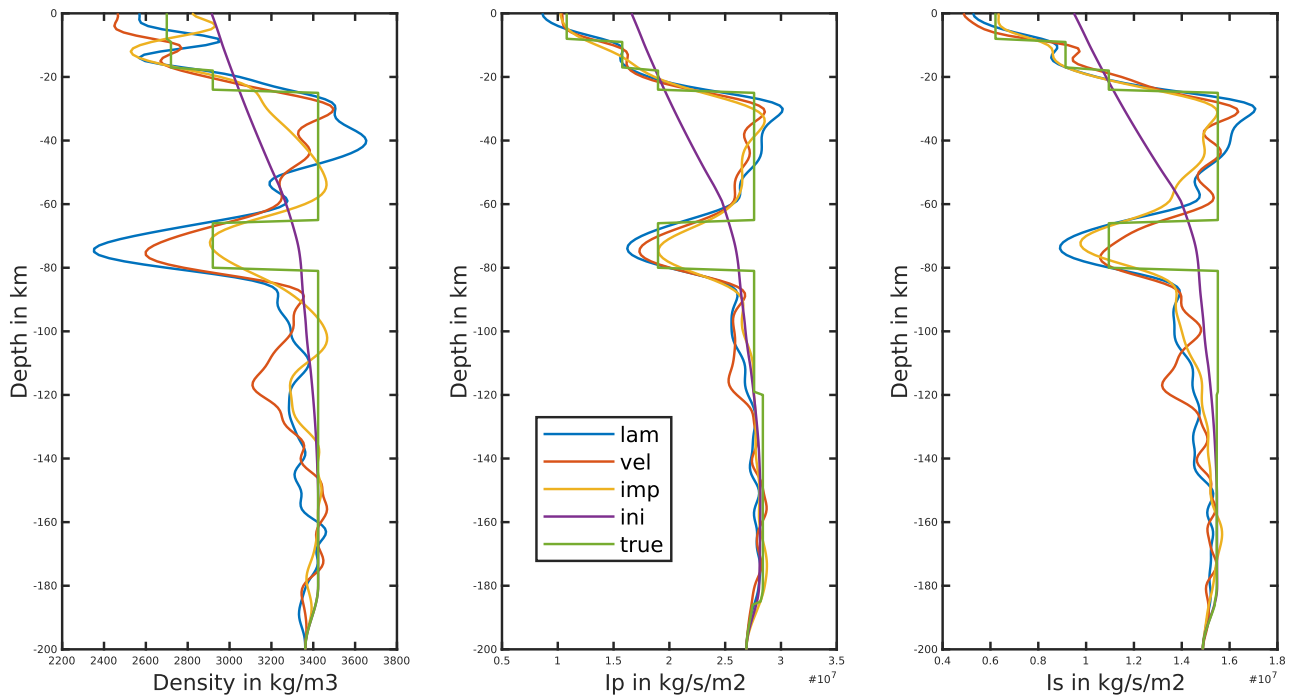 0
-20
-40
-60
-80
-100
-120
-140
-160
-180
-200
Depth in km
2200 2400 2600 2800 3000 3200 3400 3600 3800
Density in kg/m3
0
-20
-40
-60
-80
-100
-120
-140
-160
-180
-200
Depth in km
lam
vel
imp
ini
true
0.5 1 1.5 2 2.5 3 3.5
#10^7
Ip in kg/s/m2
0
-20
-40
-60
-80
-100
-120
-140
-160
-180
-200
Depth in km
0.4 0.6 0.8 1 1.2 1.4 1.6 1.8
#10^7
Is in kg/s/m2